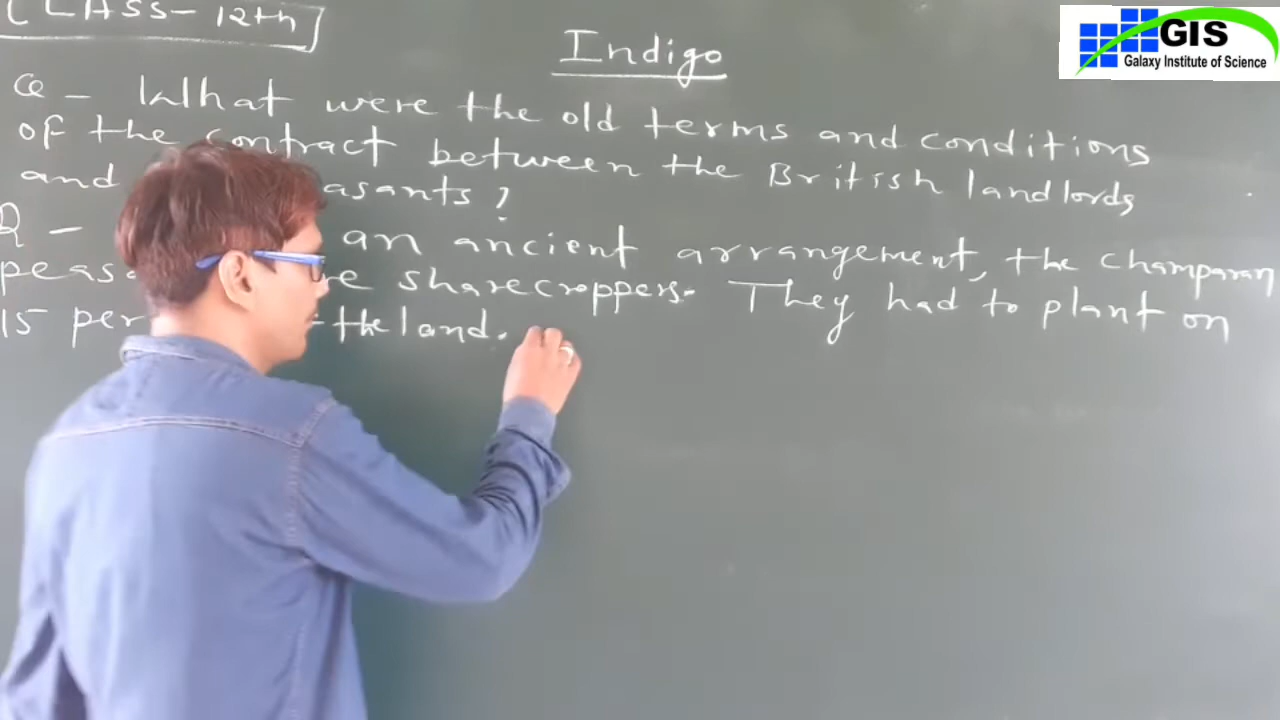 CLASS-12th
Indigo
GIS
Galaxy Institute of Science
Q - What were the old terms and conditions
of the contract between the British landlords
and asants?
R - an ancient arrangement, the Champaran
peasa re sharecroppers. They had to plant on
15 per the land.